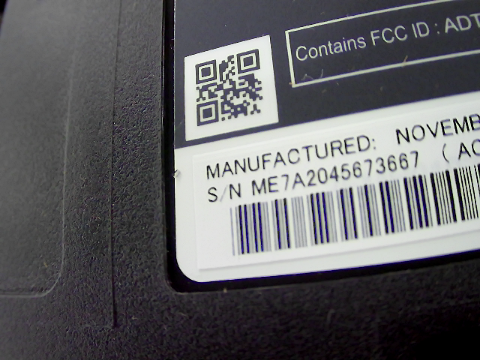 Contains FCC ID : ADT
MANUFACTURED: NOVEMB
S/N ME7A2045673667 ( AC